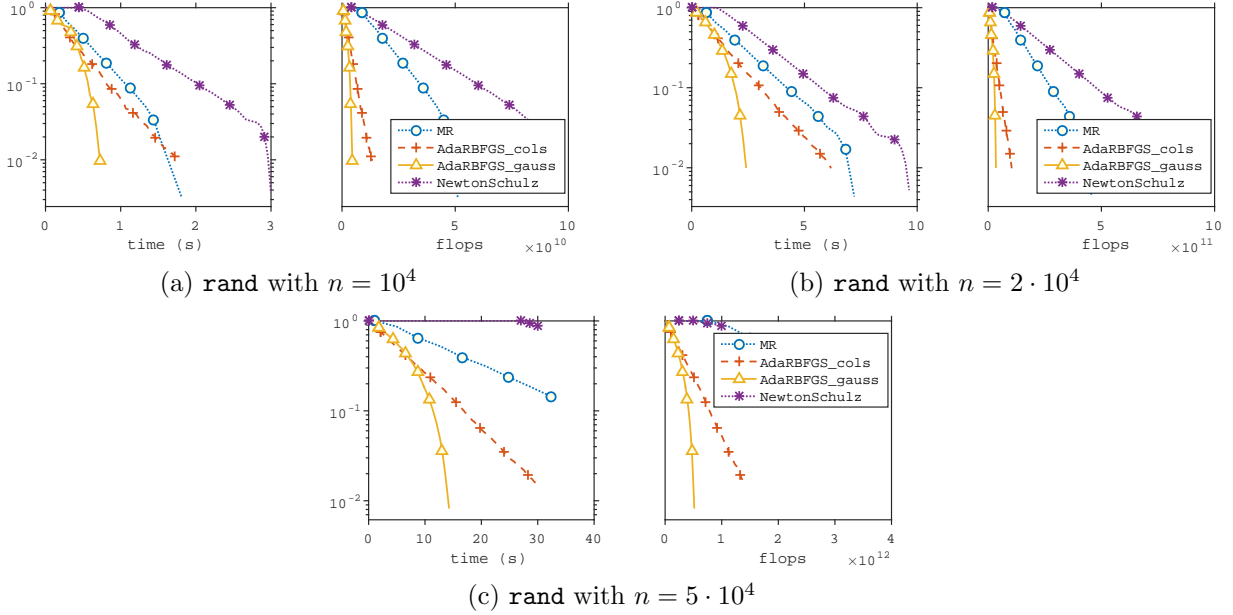 10^0
10^{-1}
10^{-2}
0 1 2 3
time (s)
0 5 10
flops ×10^{10}
MR
AdaRBFGS_cols
AdaRBFGS_gauss
NewtonSchulz
(a) rand with n = 10^4
10^0
10^{-1}
10^{-2}
0 5 10
time (s)
0 5 10
flops ×10^{11}
MR
AdaRBFGS_cols
AdaRBFGS_gauss
NewtonSchulz
(b) rand with n = 2 · 10^4
10^0
10^{-1}
10^{-2}
0 10 20 30 40
time (s)
0 1 2 3 4
flops ×10^{12}
MR
AdaRBFGS_cols
AdaRBFGS_gauss
NewtonSchulz
(c) rand with n = 5 · 10^4